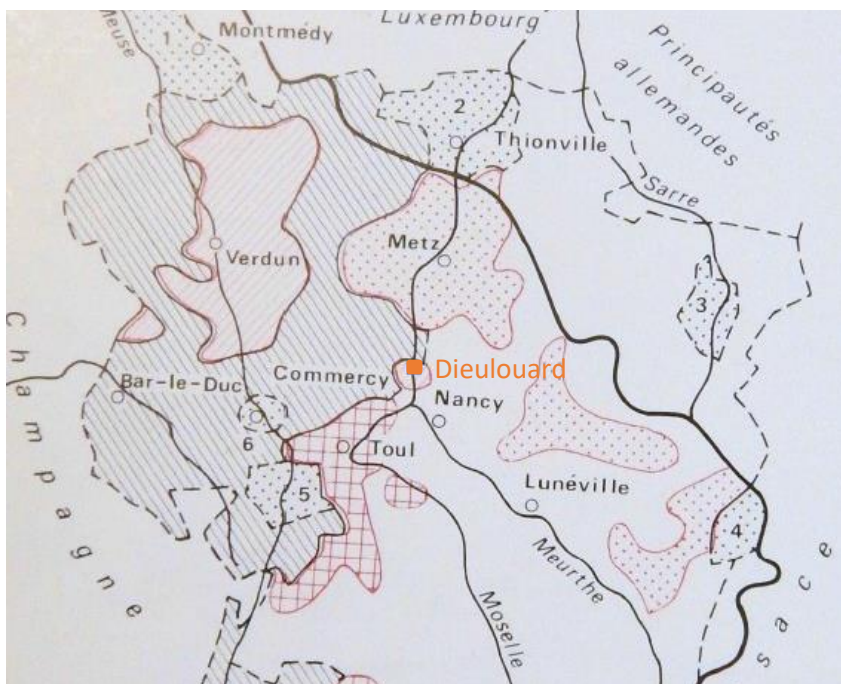 Meuse
1
Montmédy
Luxembourg
Principautés
allemandes
2
Thionville
Sarre
Verdun
Metz
3
Champagne
Bar-le-Duc
Commercy
Dieulouard
Nancy
6
Toul
5
Lunéville
4
Meurthe
Moselle
sace